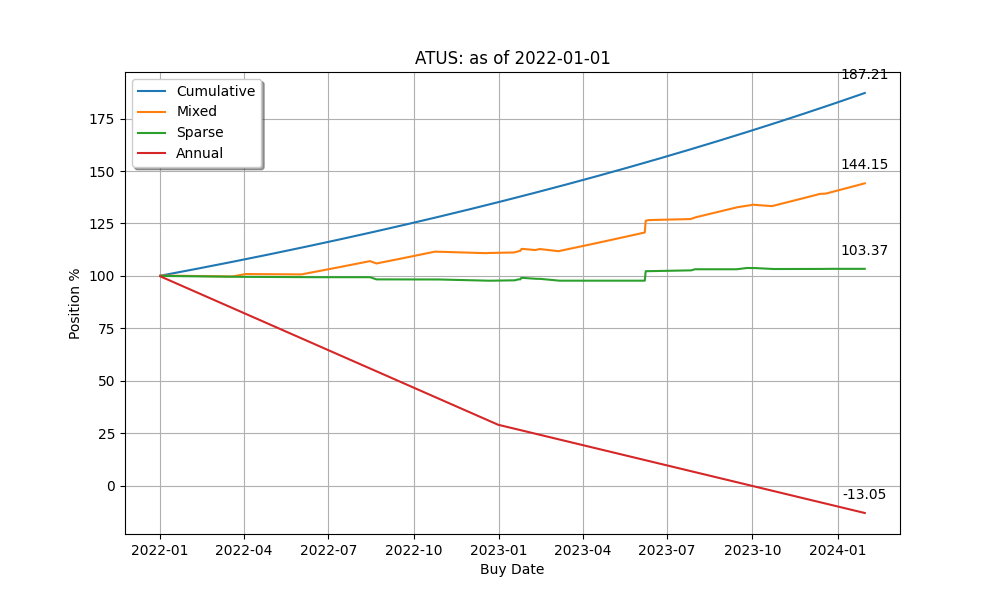 ATUS: as of 2022-01-01
187.21
Cumulative
Mixed
Sparse
Annual
144.15
103.37
-13.05
175
150
125
100
75
50
25
0
Position %
2022-01 2022-04 2022-07 2022-10 2023-01 2023-04 2023-07 2023-10 2024-01
Buy Date